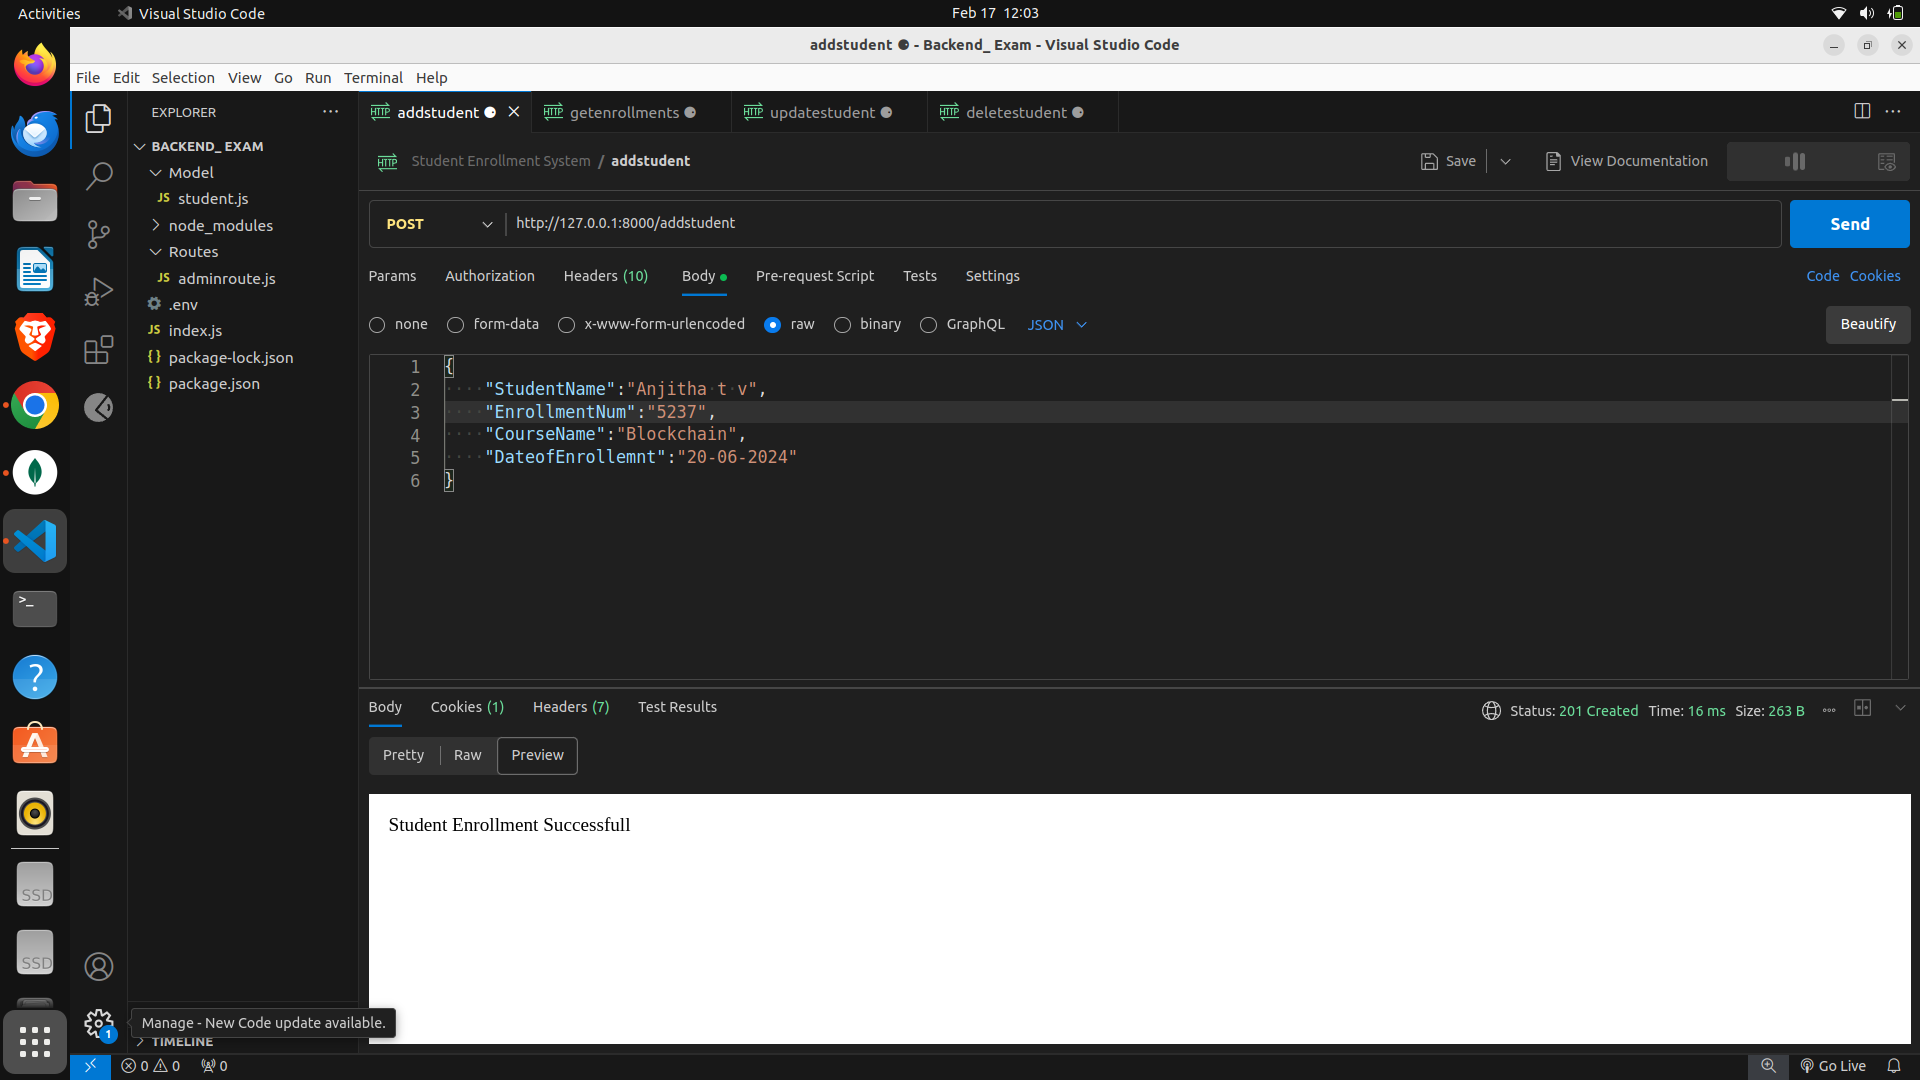 Activities Visual Studio Code Feb 17 12:03
addstudent - Backend_ Exam - Visual Studio Code
File Edit Selection View Go Run Terminal Help
EXPLORER
HTTP addstudent HTTP getenrollments HTTP updatestudent HTTP deletestudent
BACKEND_ EXAM
Model
JS student.js
node_modules
Routes
JS adminroute.js
.env
JS index.js
{} package-lock.json
{} package.json
HTTP Student Enrollment System / addstudent Save View Documentation
POST http://127.0.0.1:8000/addstudent Send
Params Authorization Headers (10) Body Pre-request Script Tests Settings Code Cookies
none form-data x-www-form-urlencoded raw binary GraphQL JSON Beautify
1 {
2 "StudentName":"Anjitha t v",
3 "EnrollmentNum":"5237",
4 "CourseName":"Blockchain",
5 "DateofEnrollemnt":"20-06-2024"
6 }
Body Cookies (1) Headers (7) Test Results Status: 201 Created Time: 16 ms Size: 263 B
Pretty Raw Preview
Student Enrollment Successfull
SSD
SSD
1
Manage - New Code update available.
TIMELINE
0 0 0 Go Live